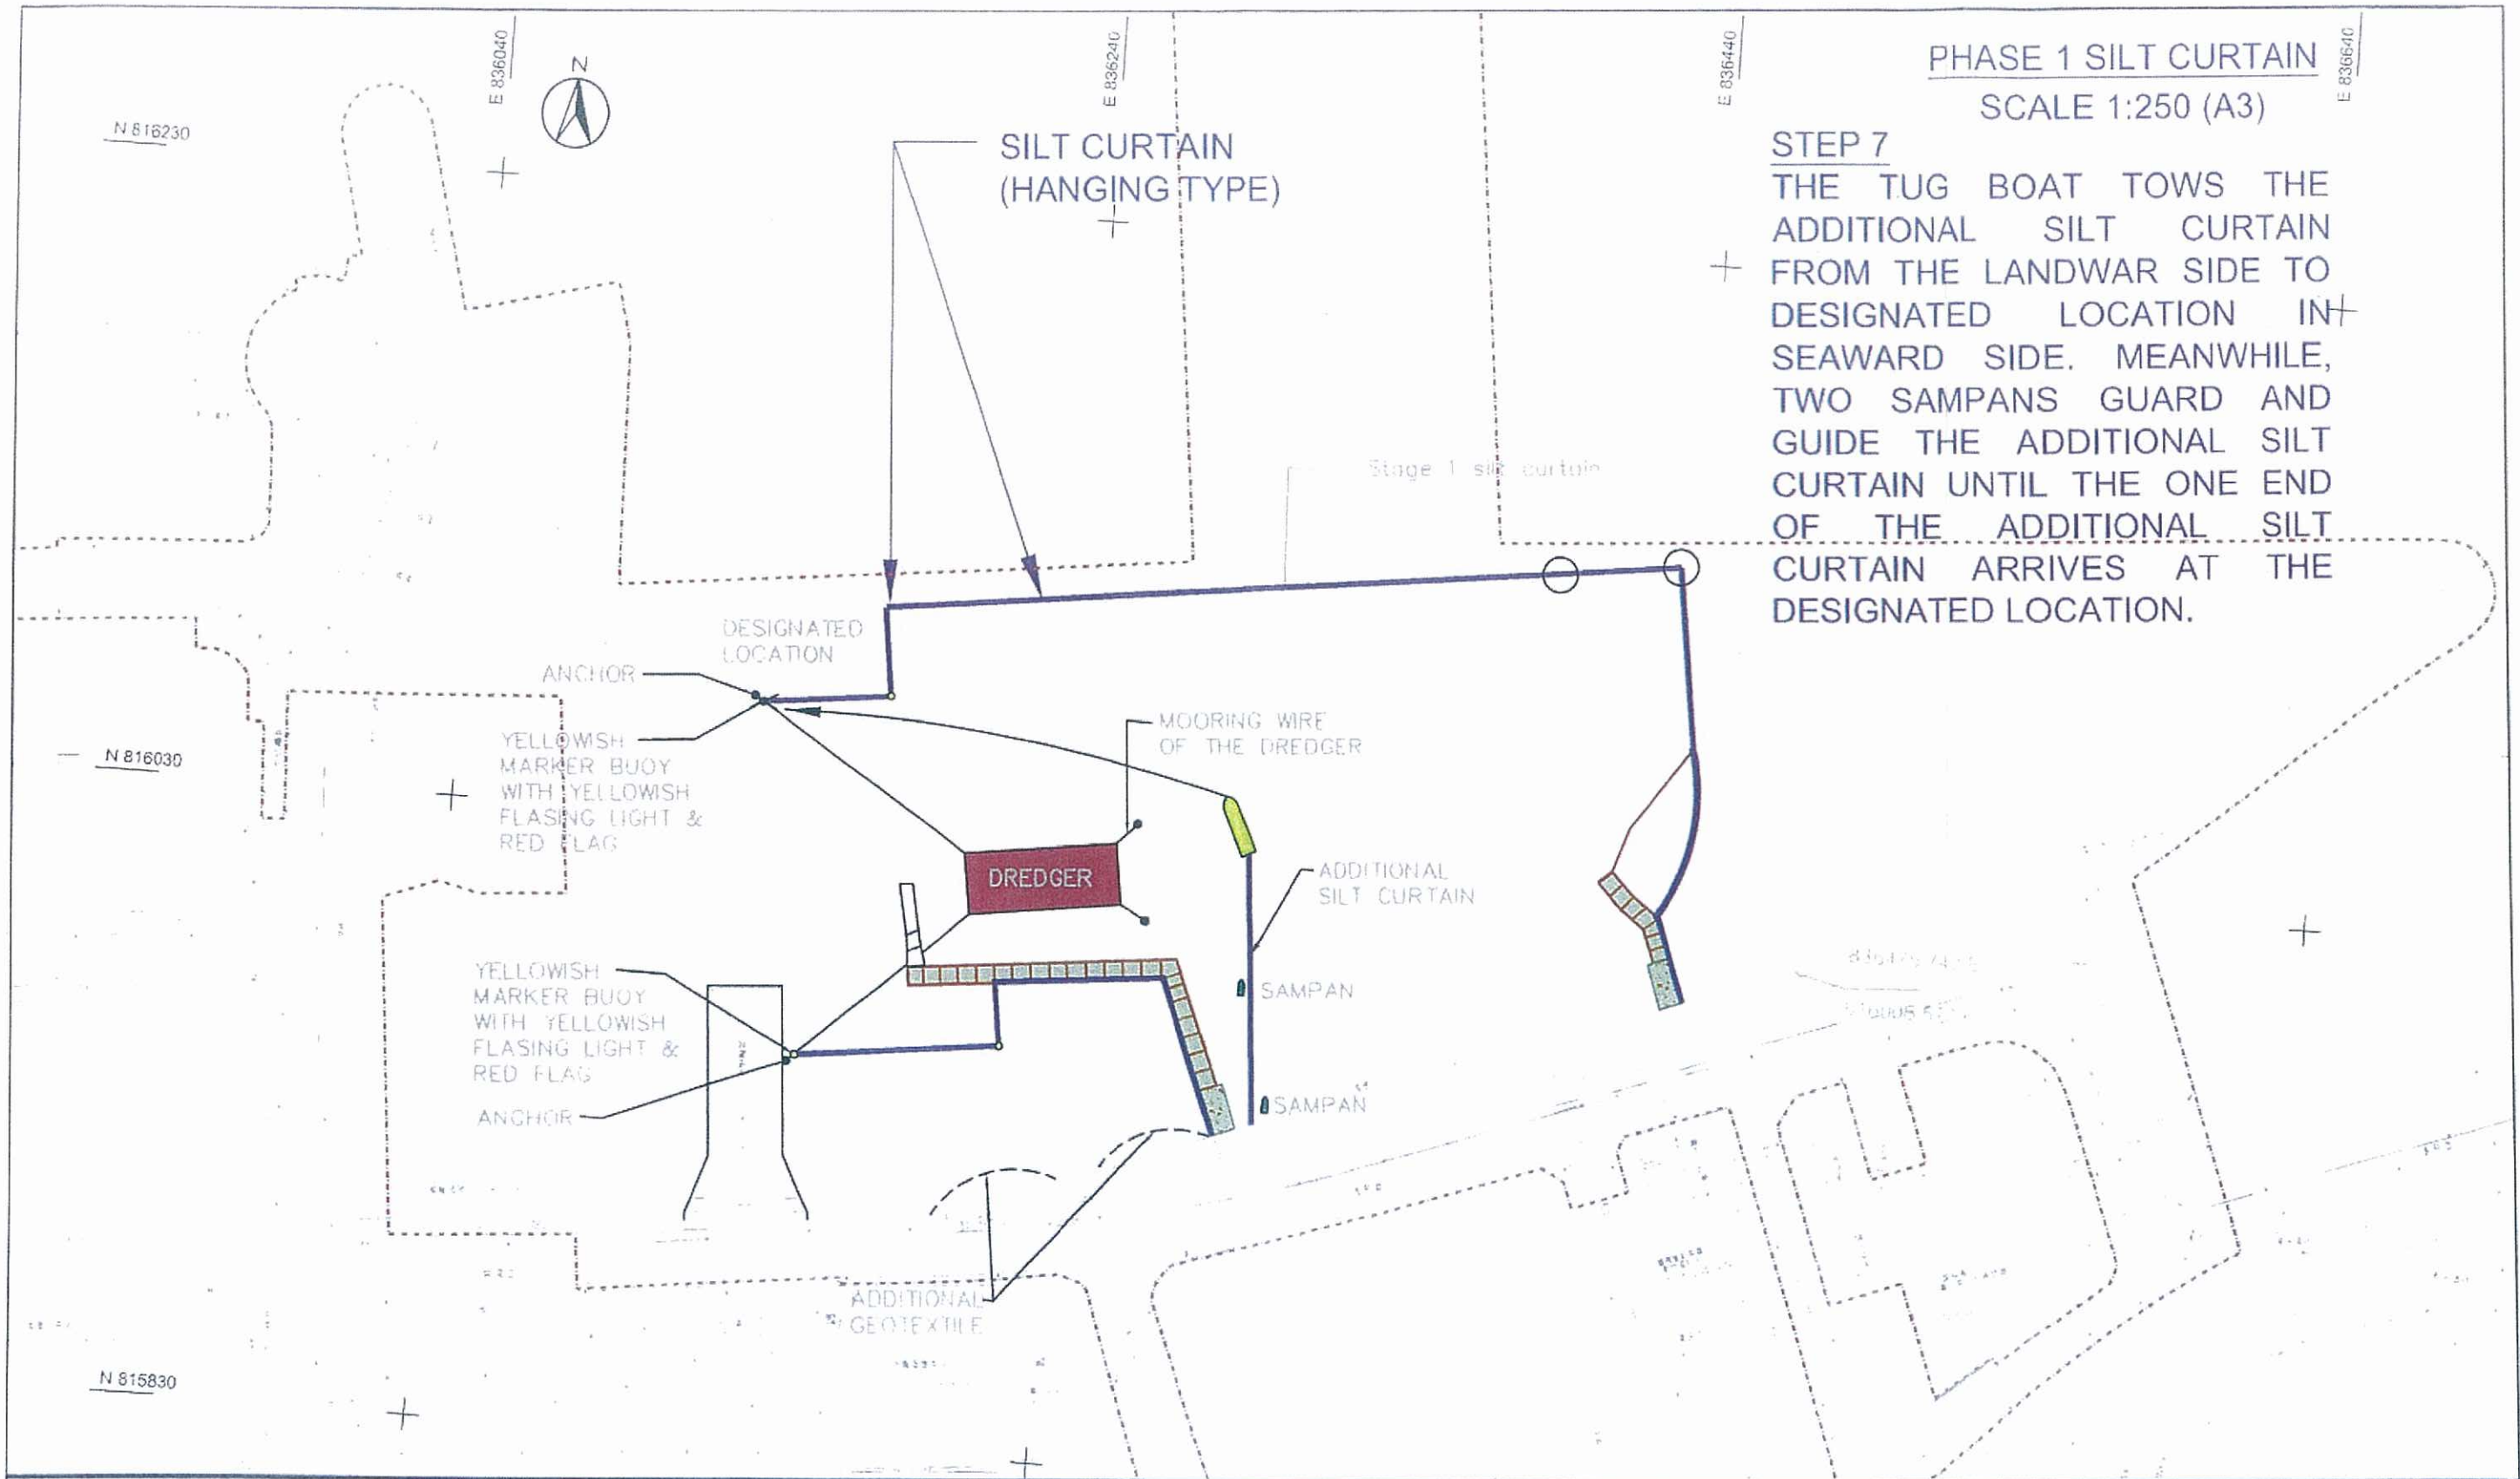 E 836040
E 836240
E 836440
E 836640
N 816230
N 816030
N 815830
N
PHASE 1 SILT CURTAIN
SCALE 1:250 (A3)
STEP 7
THE TUG BOAT TOWS THE
ADDITIONAL SILT CURTAIN
FROM THE LANDWAR SIDE TO
DESIGNATED LOCATION IN
SEAWARD SIDE. MEANWHILE,
TWO SAMPANS GUARD AND
GUIDE THE ADDITIONAL SILT
CURTAIN UNTIL THE ONE END
OF THE ADDITIONAL SILT
CURTAIN ARRIVES AT THE
DESIGNATED LOCATION.
SILT CURTAIN
(HANGING TYPE)
Stage 1 silt curtain
DESIGNATED
LOCATION
ANCHOR
YELLOWISH
MARKER BUOY
WITH YELLOWISH
FLASING LIGHT &
RED FLAG
MOORING WIRE
OF THE DREDGER
DREDGER
ADDITIONAL
SILT CURTAIN
SAMPAN
SAMPAN
YELLOWISH
MARKER BUOY
WITH YELLOWISH
FLASING LIGHT &
RED FLAG
ANCHOR
ADDITIONAL
GEOTEXTILE